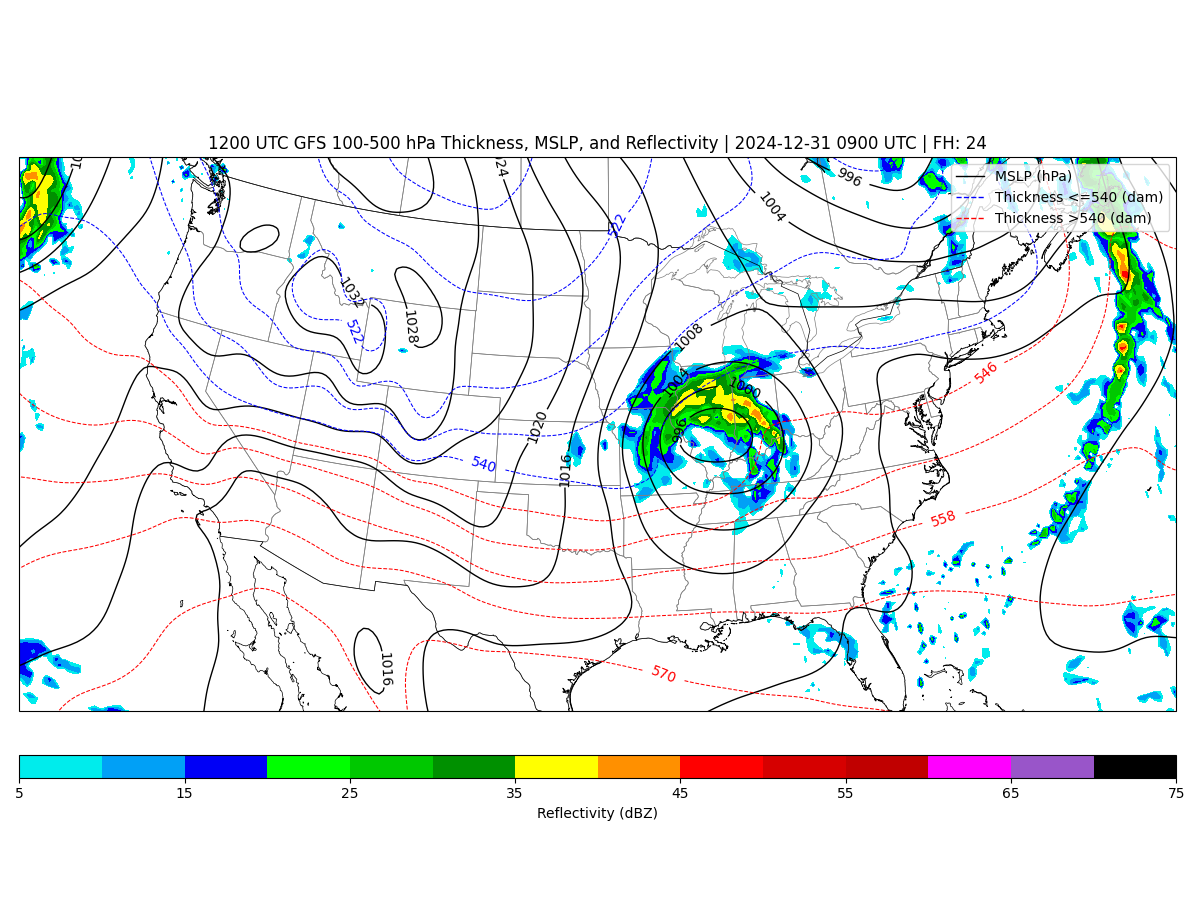 1200 UTC GFS 100-500 hPa Thickness, MSLP, and Reflectivity | 2024-12-31 0900 UTC | FH: 24
MSLP (hPa)
Thickness <=540 (dam)
Thickness >540 (dam)
996
1004
522
1032
522
1028
1008
1004
1000
996
546
1020
540
1016
558
1016
570
5 15 25 35 45 55 65 75
Reflectivity (dBZ)